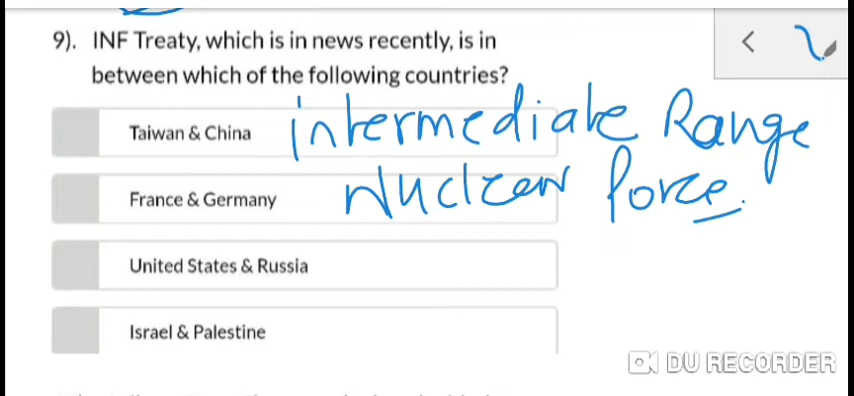 9). INF Treaty, which is in news recently, is in
between which of the following countries?
Taiwan & China
intermediate Range
France & Germany
Nuclear force.
United States & Russia
Israel & Palestine
DU RECORDER